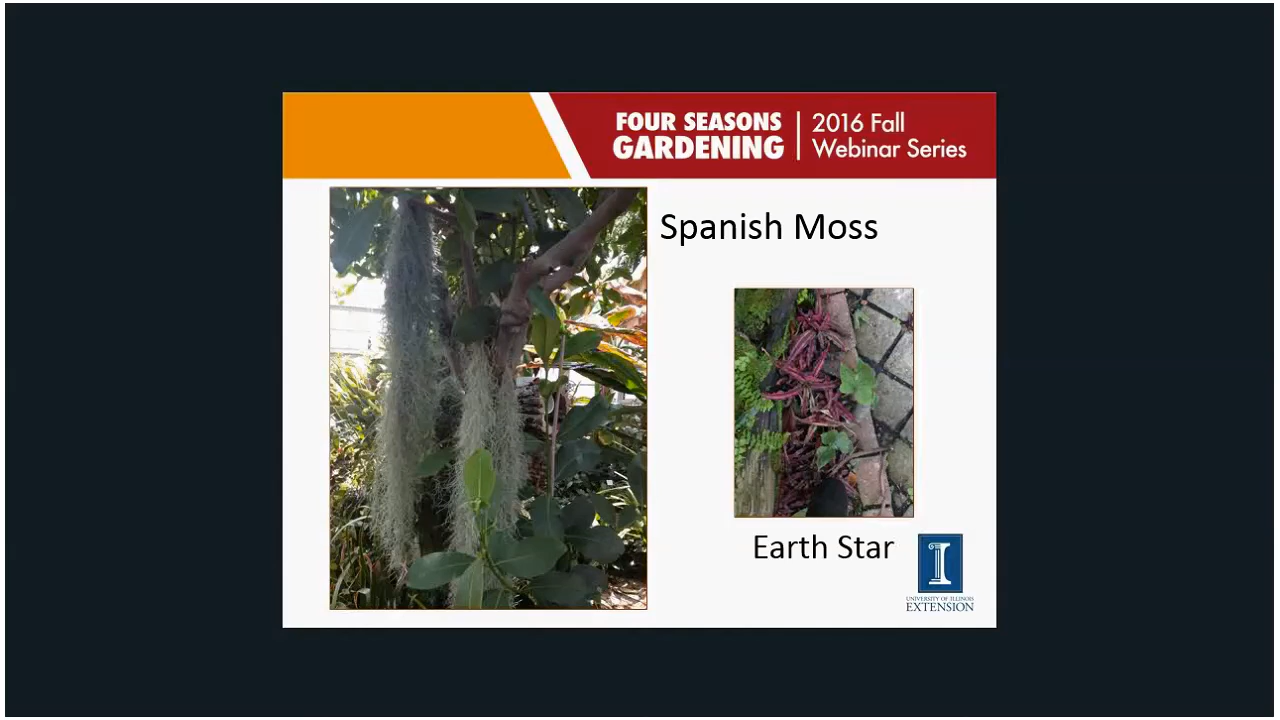 FOUR SEASONS
GARDENING
2016 Fall
Webinar Series
Spanish Moss
Earth Star
UNIVERSITY OF ILLINOIS
EXTENSION